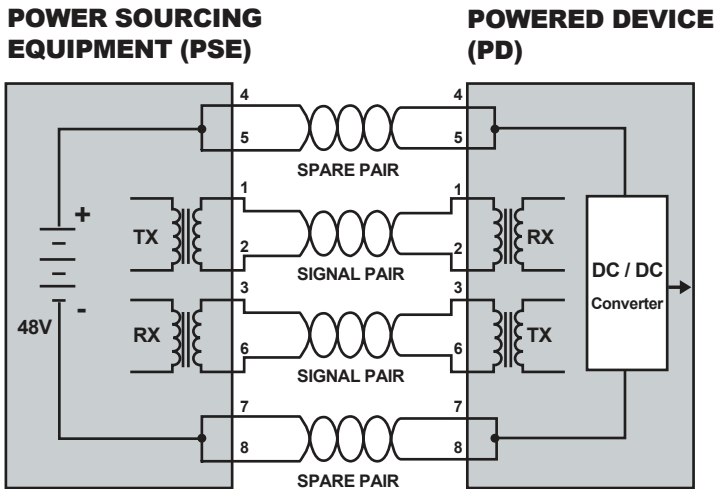 POWER SOURCING
EQUIPMENT (PSE)
POWERED DEVICE
(PD)
4
4
5
5
SPARE PAIR
1
1
+
TX
RX
2
2
SIGNAL PAIR
DC / DC
Converter
-
3
3
48V
RX
TX
6
6
SIGNAL PAIR
7
7
8
8
SPARE PAIR